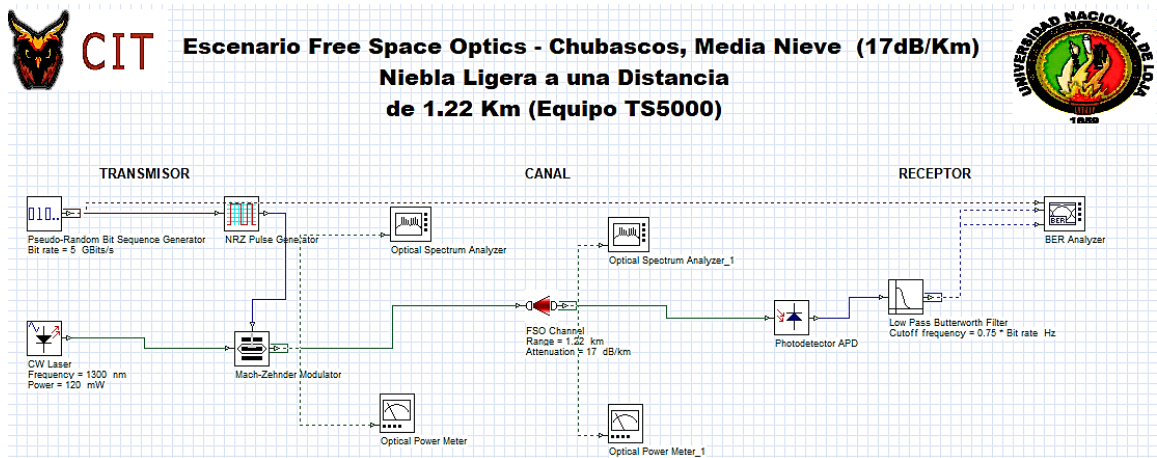 CIT
Escenario Free Space Optics - Chubascos, Media Nieve (17dB/Km)
Niebla Ligera a una Distancia
de 1.22 Km (Equipo TS5000)
UNIVERSIDAD NACIONAL DE LOJA
1859
TRANSMISOR
CANAL
RECEPTOR
010..
Pseudo-Random Bit Sequence Generator
Bit rate = 5 GBits/s
NRZ Pulse Generator
Optical Spectrum Analyzer
Optical Spectrum Analyzer_1
BER
BER Analyzer
CW Laser
Frequency = 1300 nm
Power = 120 mW
Mach-Zehnder Modulator
FSO Channel
Range = 1.22 km
Attenuation = 17 dB/km
Photodetector APD
Low Pass Butterworth Filter
Cutoff frequency = 0.75 * Bit rate Hz
Optical Power Meter
Optical Power Meter_1